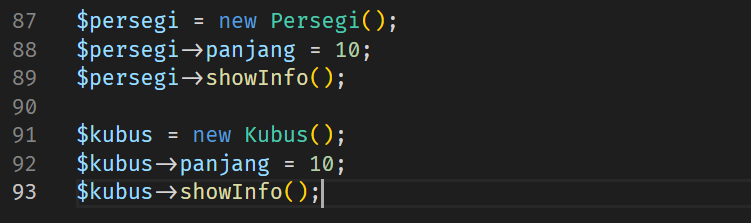 87 $persegi = new Persegi();
88 $persegi->panjang = 10;
89 $persegi->showInfo();
90
91 $kubus = new Kubus();
92 $kubus->panjang = 10;
93 $kubus->showInfo();